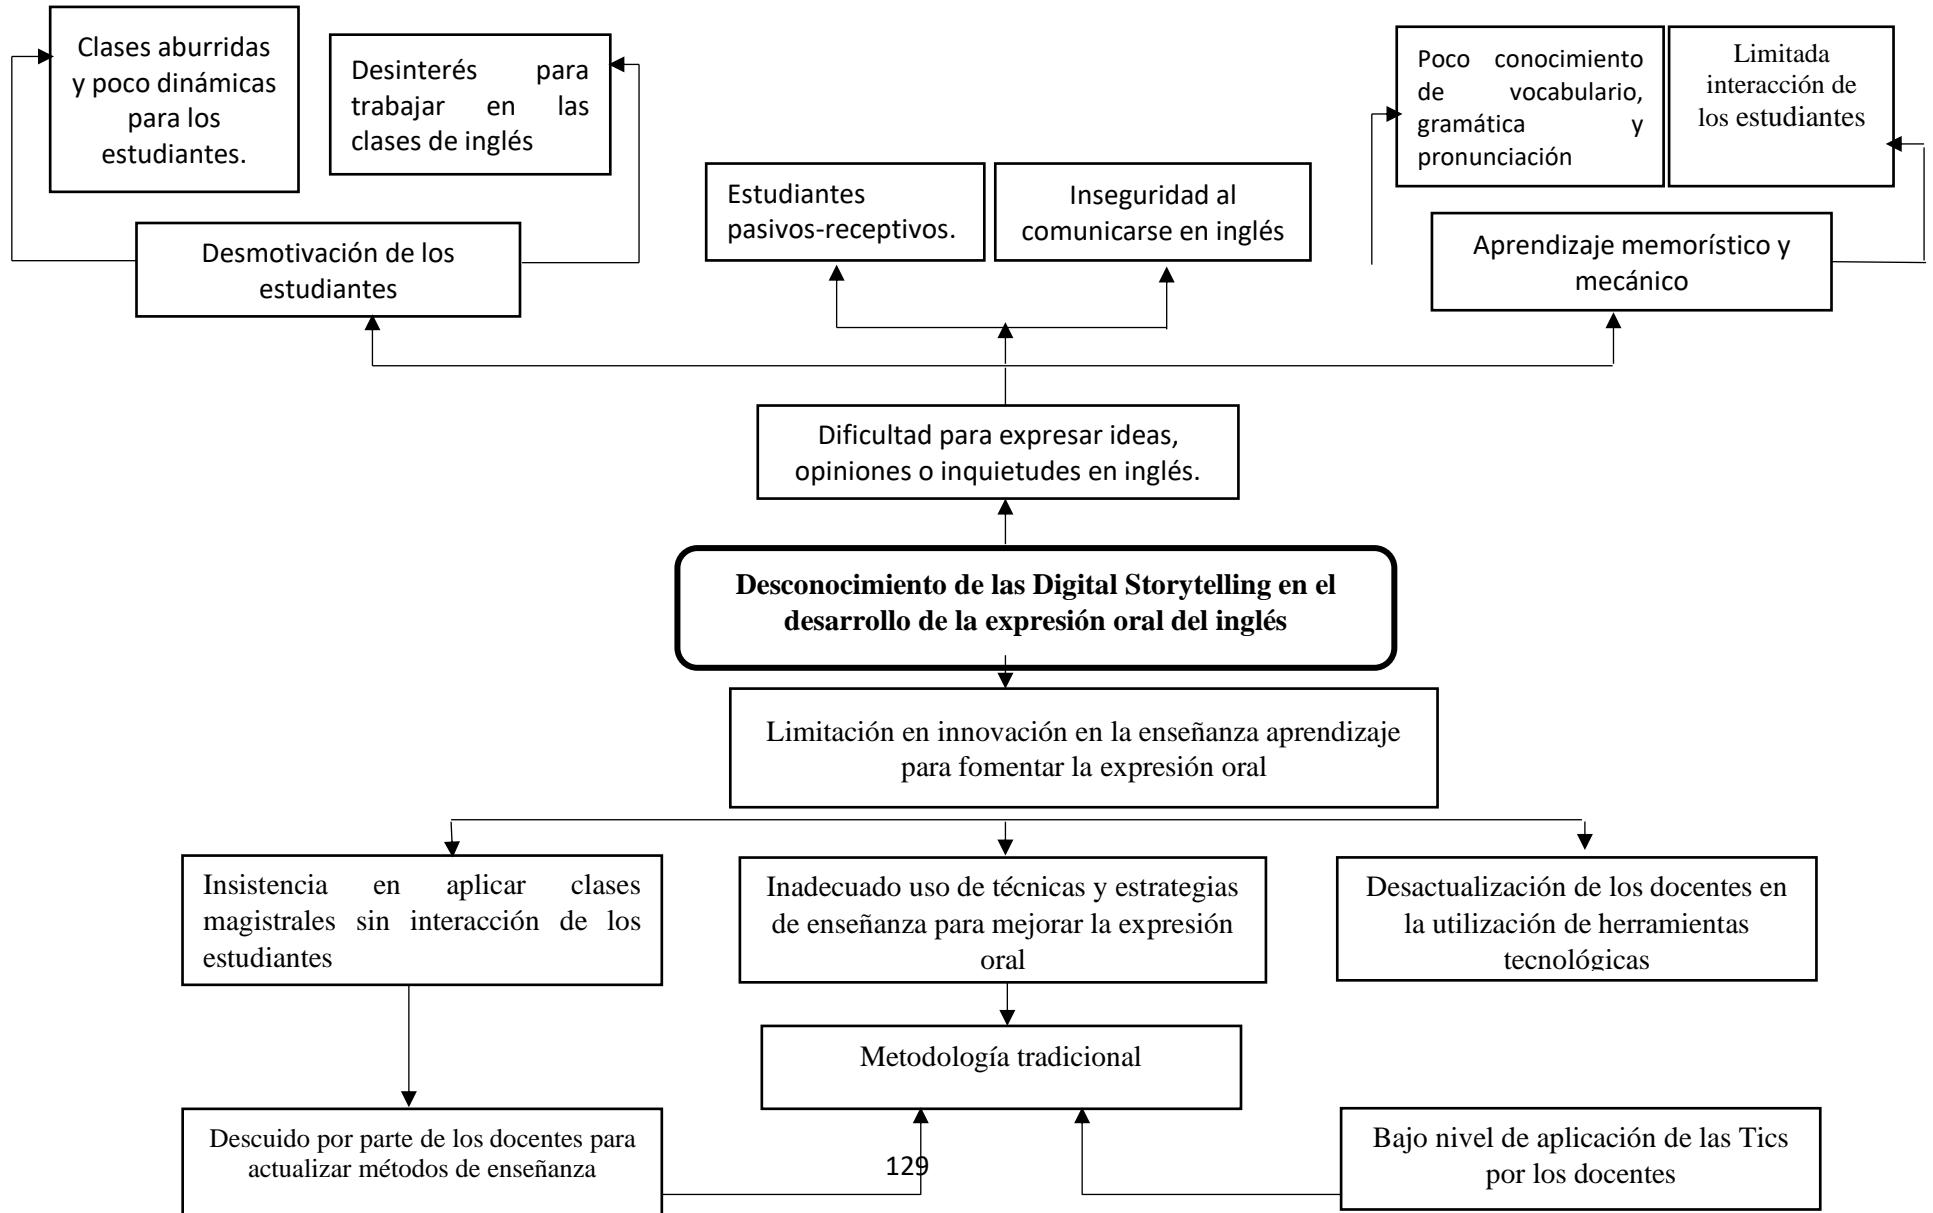 Clases aburridas
y poco dinámicas
para los
estudiantes.
Desinterés para
trabajar en las
clases de inglés
Poco conocimiento
de vocabulario,
gramática y
pronunciación
Limitada
interacción de
los estudiantes
Estudiantes
pasivos-receptivos.
Inseguridad al
comunicarse en inglés
Desmotivación de los
estudiantes
Aprendizaje memorístico y
mecánico
Dificultad para expresar ideas,
opiniones o inquietudes en inglés.
Desconocimiento de las Digital Storytelling en el
desarrollo de la expresión oral del inglés
Limitación en innovación en la enseñanza aprendizaje
para fomentar la expresión oral
Insistencia en aplicar clases
magistrales sin interacción de los
estudiantes
Inadecuado uso de técnicas y estrategias
de enseñanza para mejorar la expresión
oral
Desactualización de los docentes en
la utilización de herramientas
tecnológicas
Metodología tradicional
Descuido por parte de los docentes para
actualizar métodos de enseñanza
Bajo nivel de aplicación de las Tics
por los docentes
129